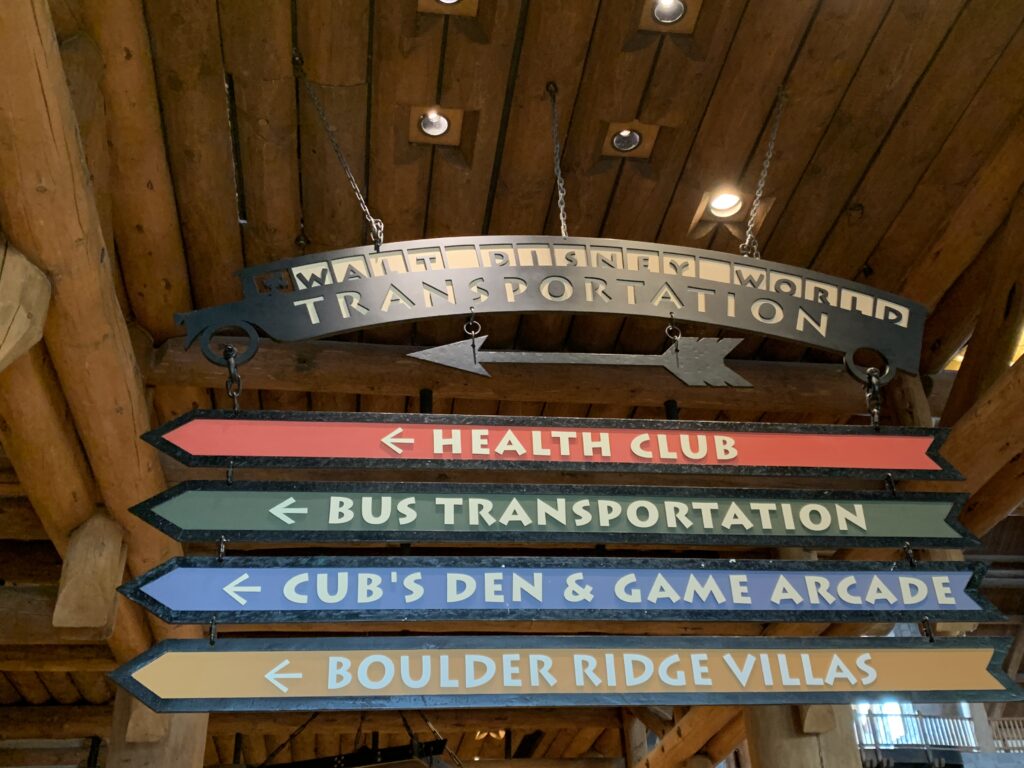 WALT DISNEY WORLD
TRANSPORTATION
← HEALTH CLUB
← BUS TRANSPORTATION
← CUB'S DEN & GAME ARCADE
← BOULDER RIDGE VILLAS